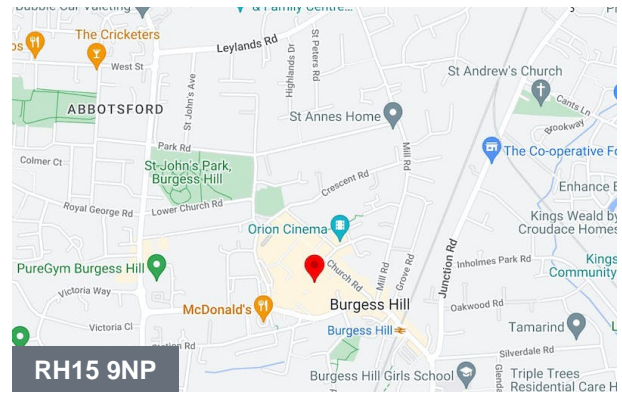 Bubble Car Valeting
& Family Centre...
The Cricketers
Leylands Rd
West St
St John's Ave
Highlands Dr
St Peters Rd
St Andrew's Church
ABBOTSFORD
St Annes Home
Cants Ln
Wookway
Park Rd
Mill Rd
The Co-operative Fo
Colmer Ct
St John's Park,
Burgess Hill
Crescent Rd
Enhance
Royal George Rd
Lower Church Rd
Kings Weald by
Croudace Homes
Orion Cinema
Junction Rd
Inholmes Park Rd
Kings
Community
PureGym Burgess Hill
Church Rd
Mill Rd
Grove Rd
Victoria Way
McDonald's
Burgess Hill
Oakwood Rd
Victoria Cl
Burgess Hill
Tamarind
Station Rd
Silverdale Rd
RH15 9NP
Burgess Hill Girls School
Glenda
Triple Trees
Residential Care H